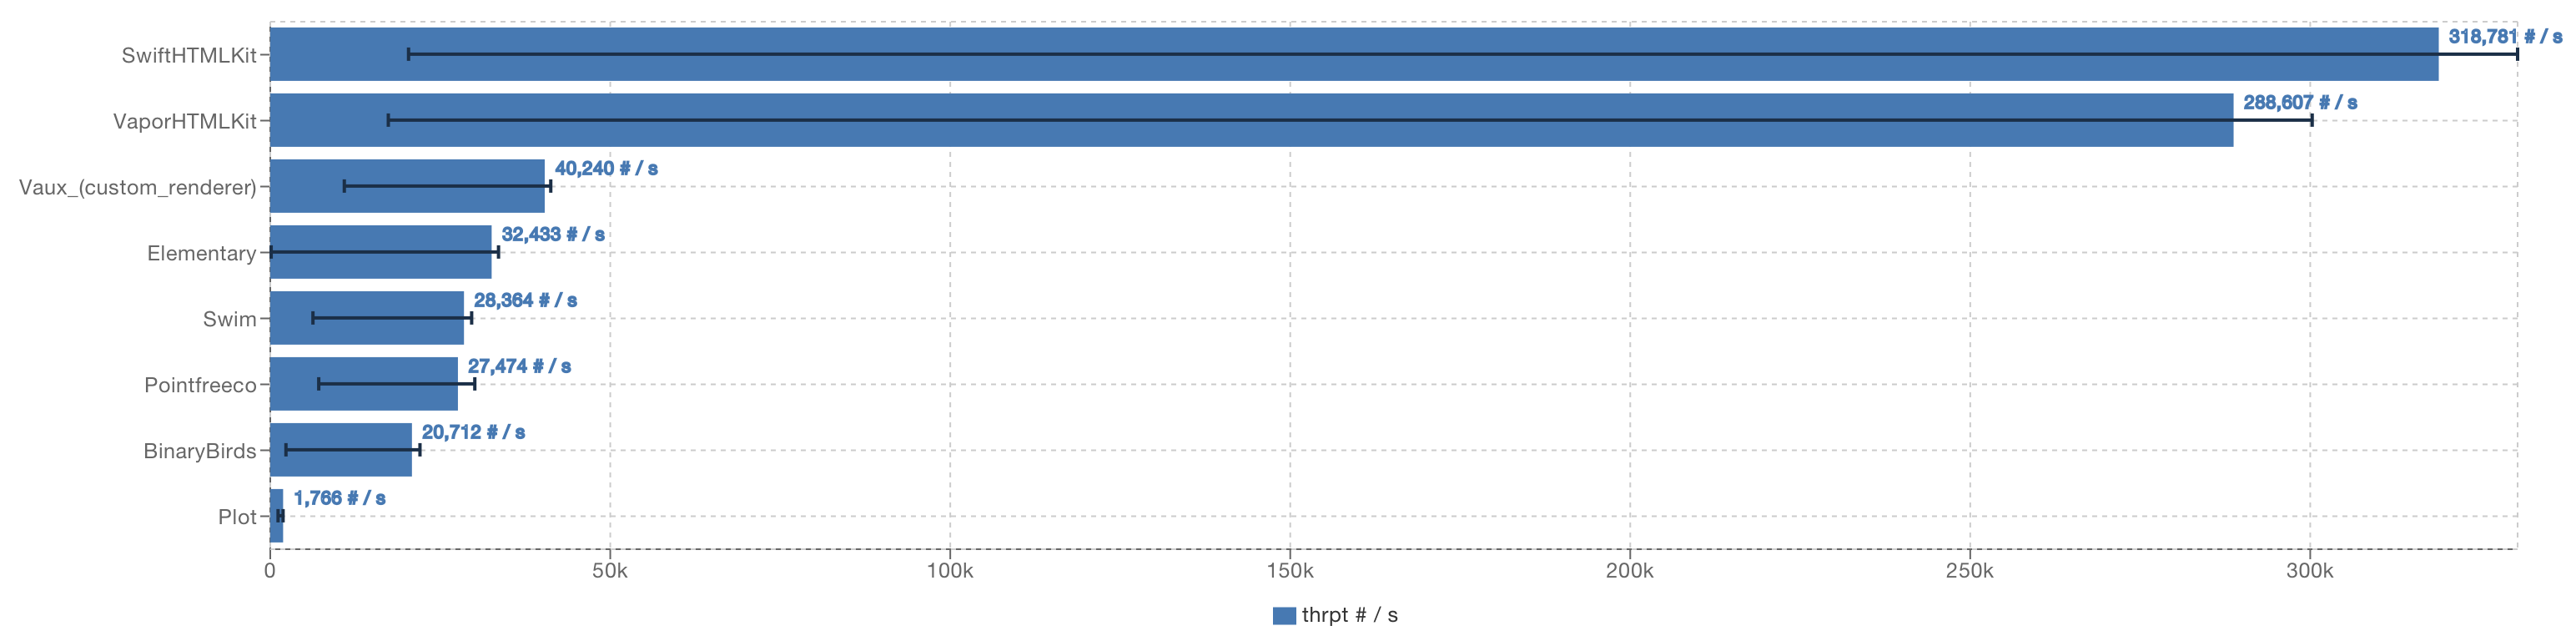 SwiftHTMLKit
318,781 # / s
VaporHTMLKit
288,607 # / s
Vaux_(custom_renderer)
40,240 # / s
Elementary
32,433 # / s
Swim
28,364 # / s
Pointfreeco
27,474 # / s
BinaryBirds
20,712 # / s
Plot
1,766 # / s
0 50k 100k 150k 200k 250k 300k
thrpt # / s